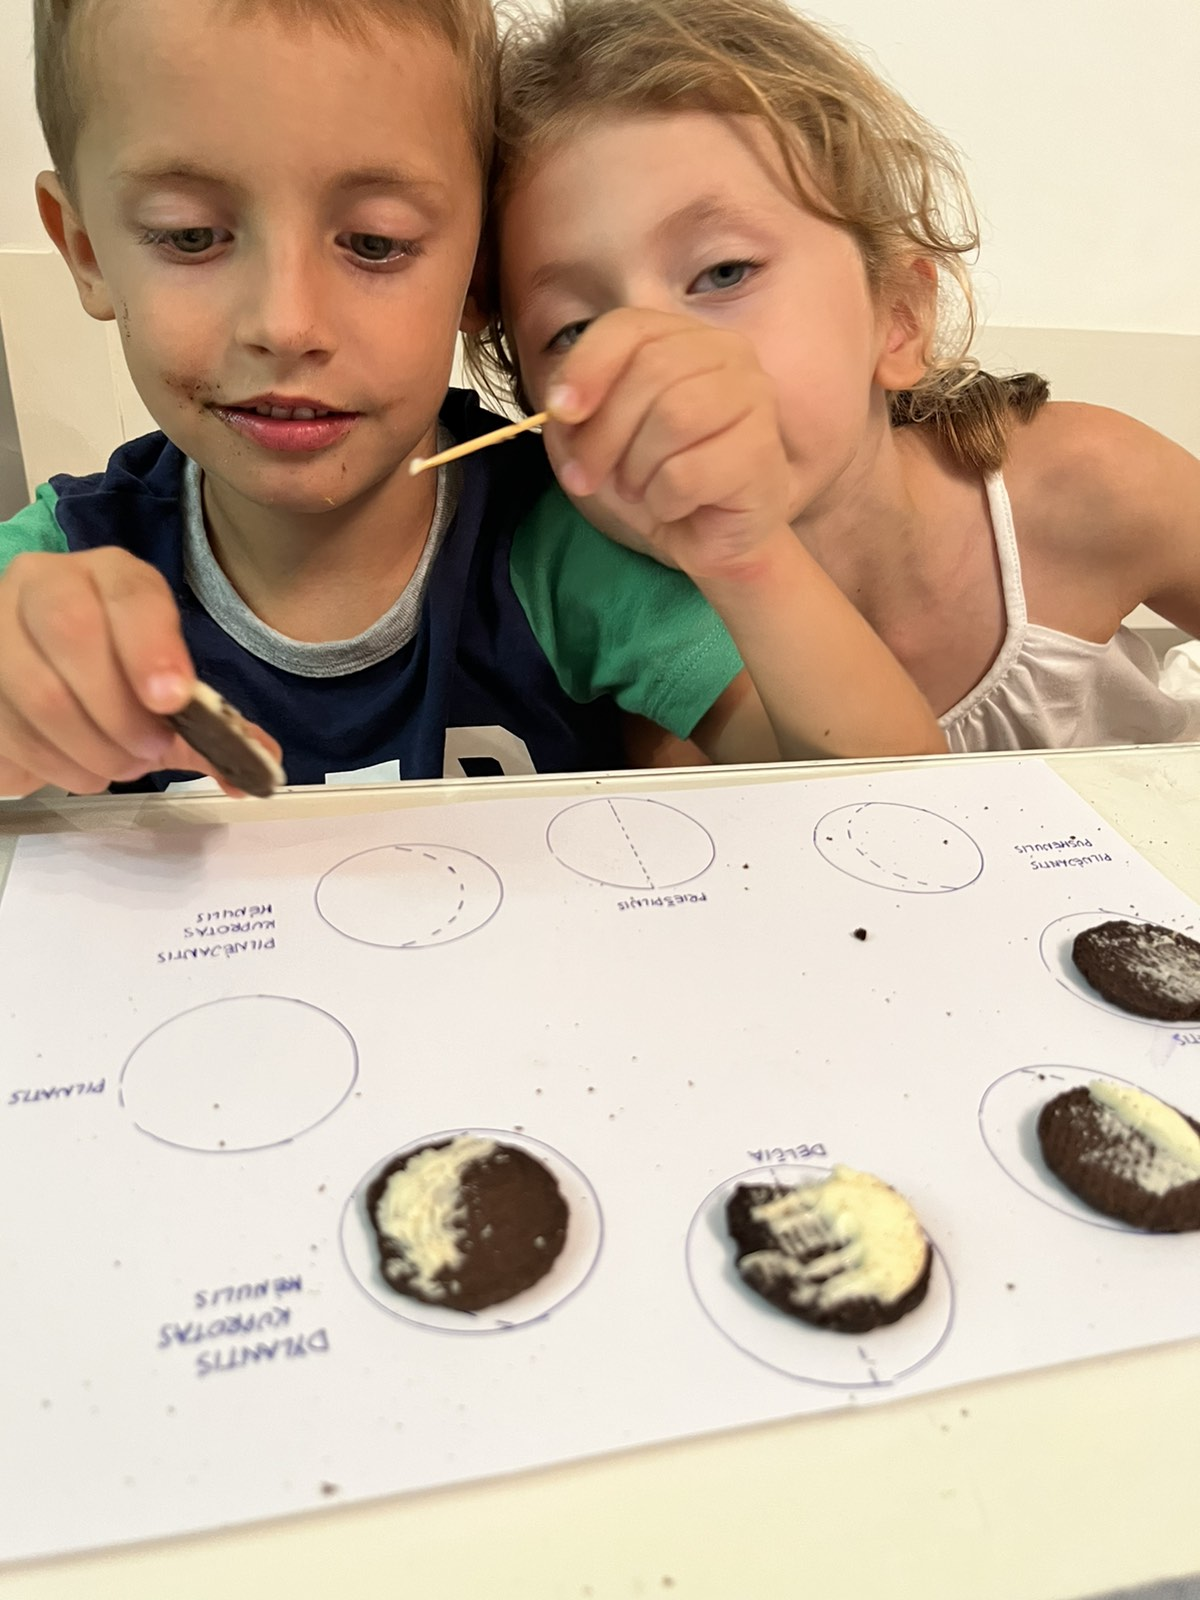 DYLANTIS
KUPROTAS
MĖNULIS
DELČIA
PILNATIS
PILNĖJANTIS
KUPROTAS
MĖNULIS
PRIEŠPILNIS
PILNĖJANTIS
PUSMĖNULIS